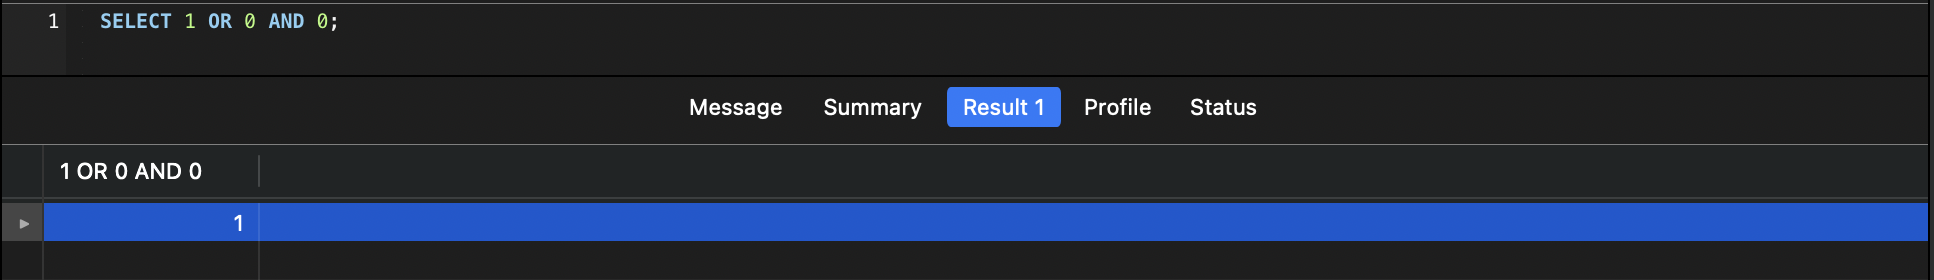 1 SELECT 1 OR 0 AND 0;
Message Summary Result 1 Profile Status
1 OR 0 AND 0
1